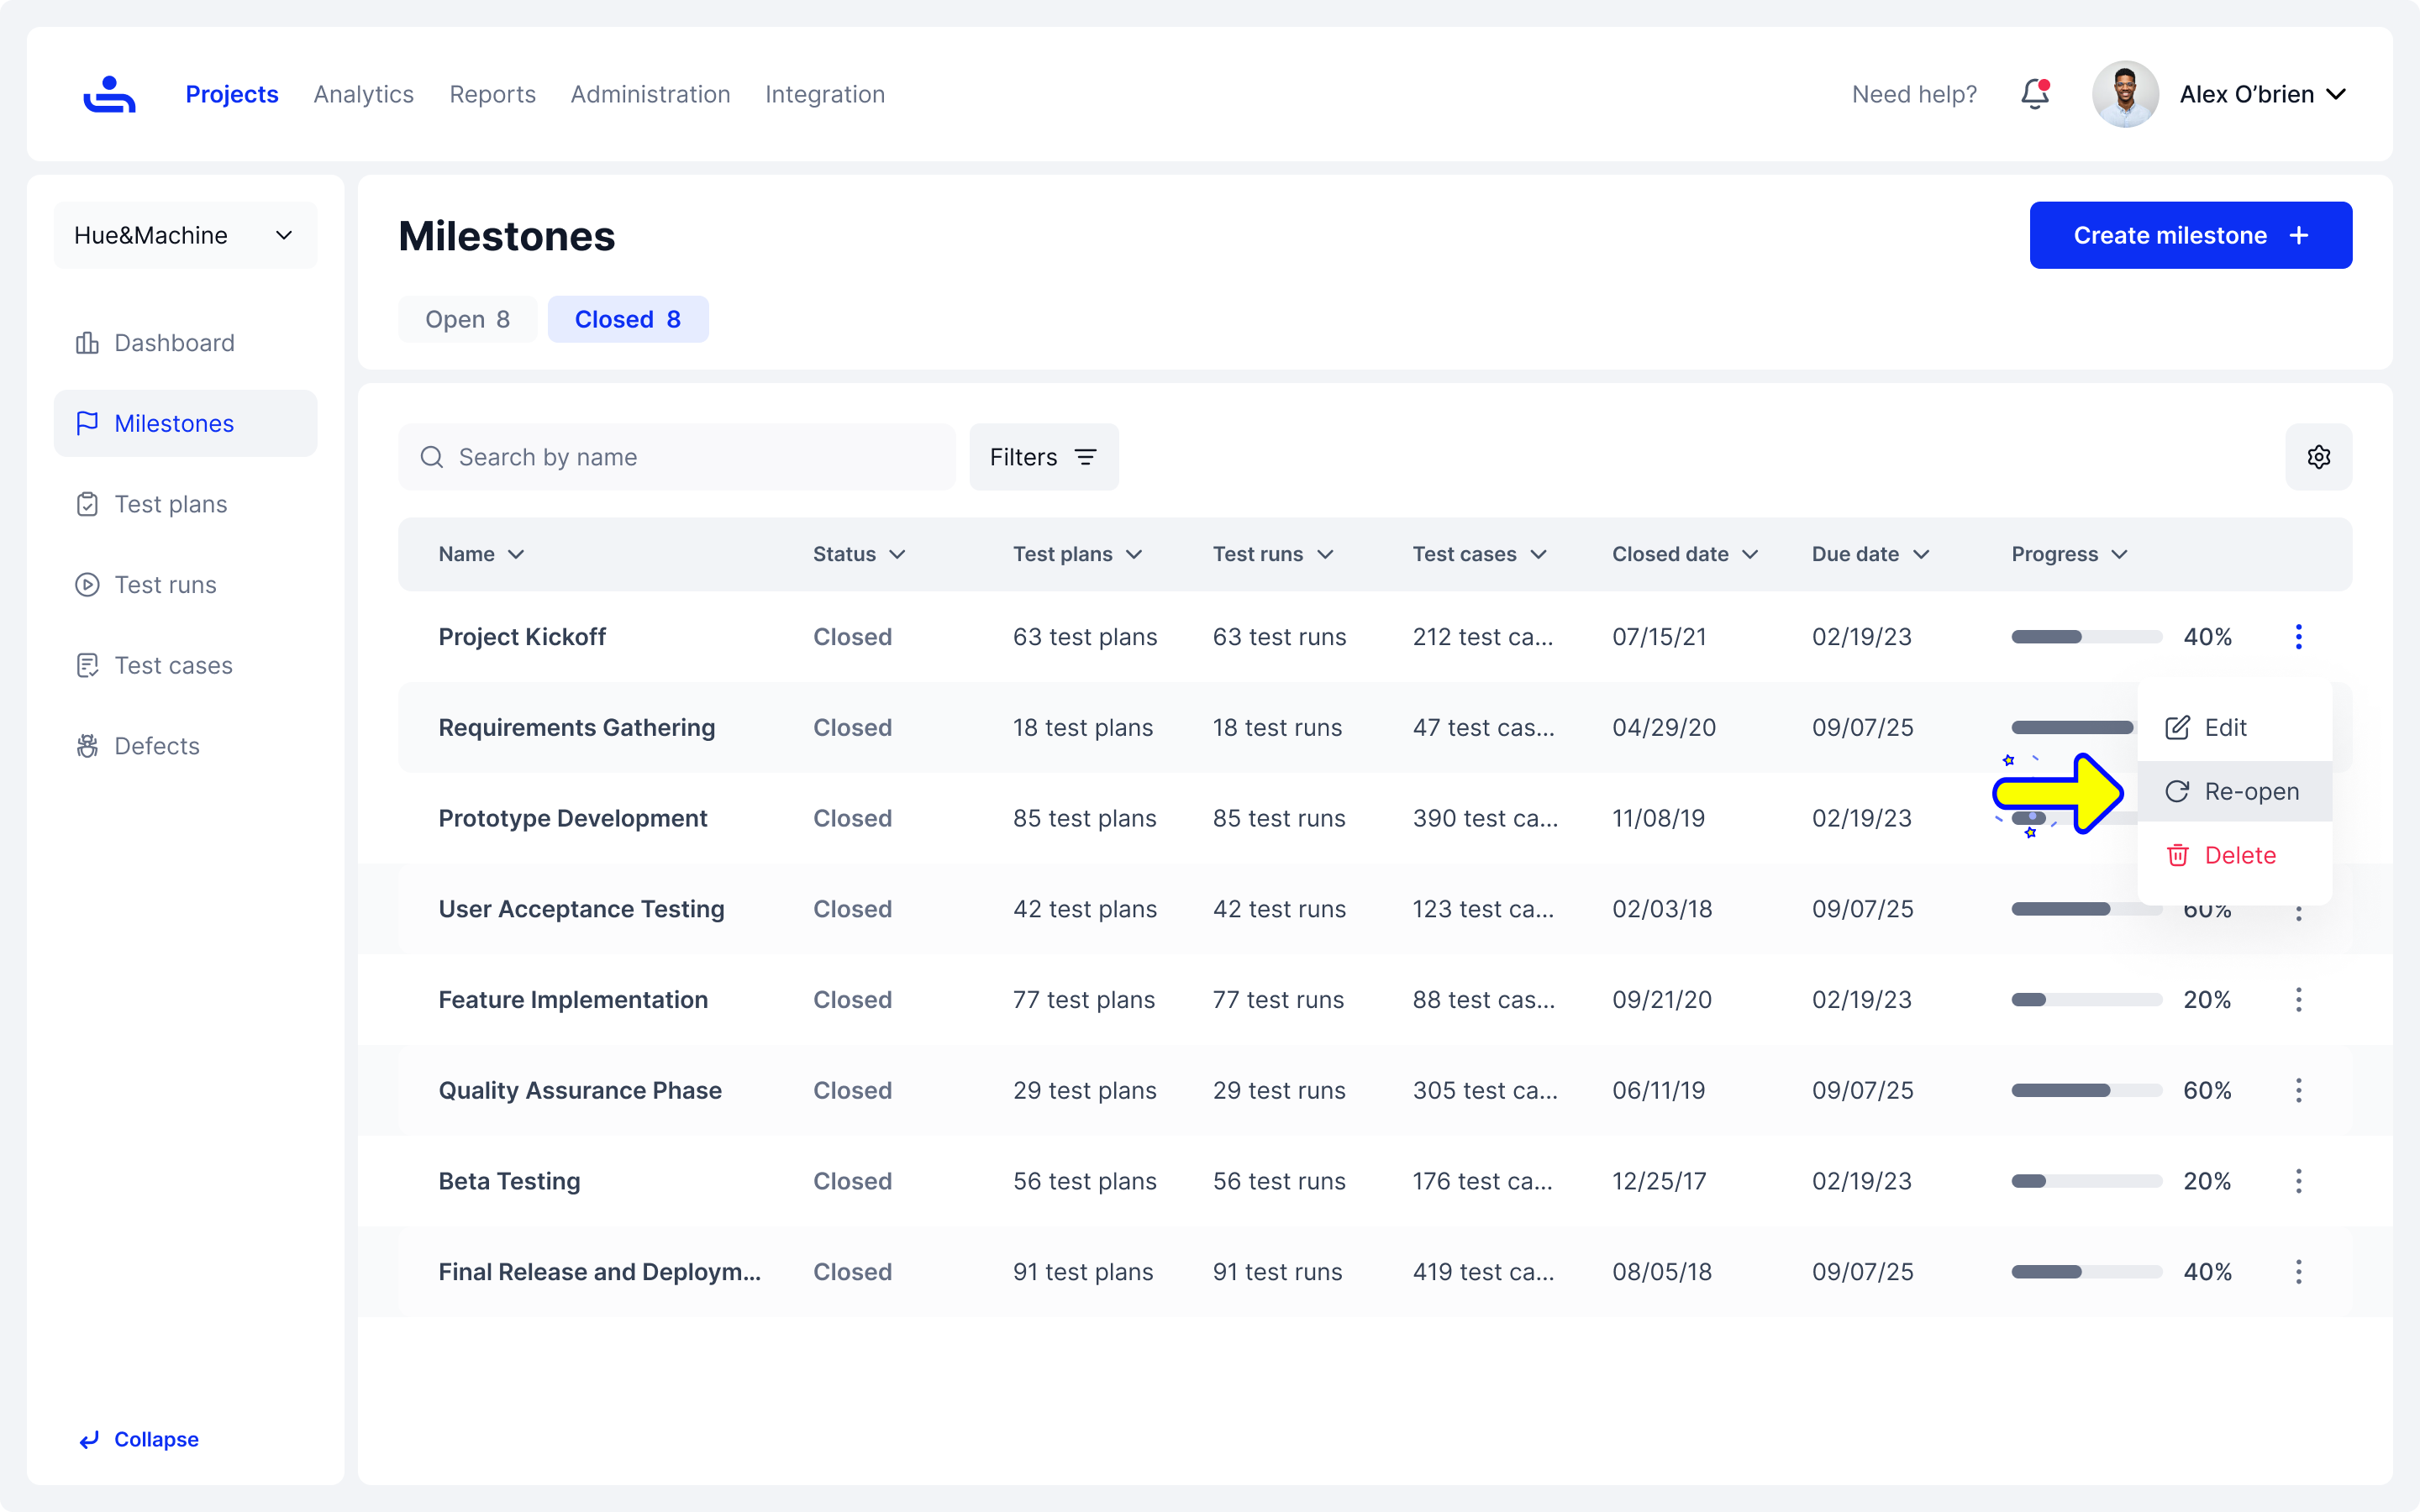 Projects Analytics Reports Administration Integration Need help? Alex O’brien
Hue&Machine
Dashboard
Milestones
Test plans
Test runs
Test cases
Defects
Collapse
Milestones
Create milestone
Open 8 Closed 8
Search by name Filters
Name Status Test plans Test runs Test cases Closed date Due date Progress
Project Kickoff Closed 63 test plans 63 test runs 212 test ca... 07/15/21 02/19/23 40%
Requirements Gathering Closed 18 test plans 18 test runs 47 test cas... 04/29/20 09/07/25
Prototype Development Closed 85 test plans 85 test runs 390 test ca... 11/08/19 02/19/23
User Acceptance Testing Closed 42 test plans 42 test runs 123 test ca... 02/03/18 09/07/25 60%
Feature Implementation Closed 77 test plans 77 test runs 88 test cas... 09/21/20 02/19/23 20%
Quality Assurance Phase Closed 29 test plans 29 test runs 305 test ca... 06/11/19 09/07/25 60%
Beta Testing Closed 56 test plans 56 test runs 176 test ca... 12/25/17 02/19/23 20%
Final Release and Deploym... Closed 91 test plans 91 test runs 419 test ca... 08/05/18 09/07/25 40%
Edit
Re-open
Delete